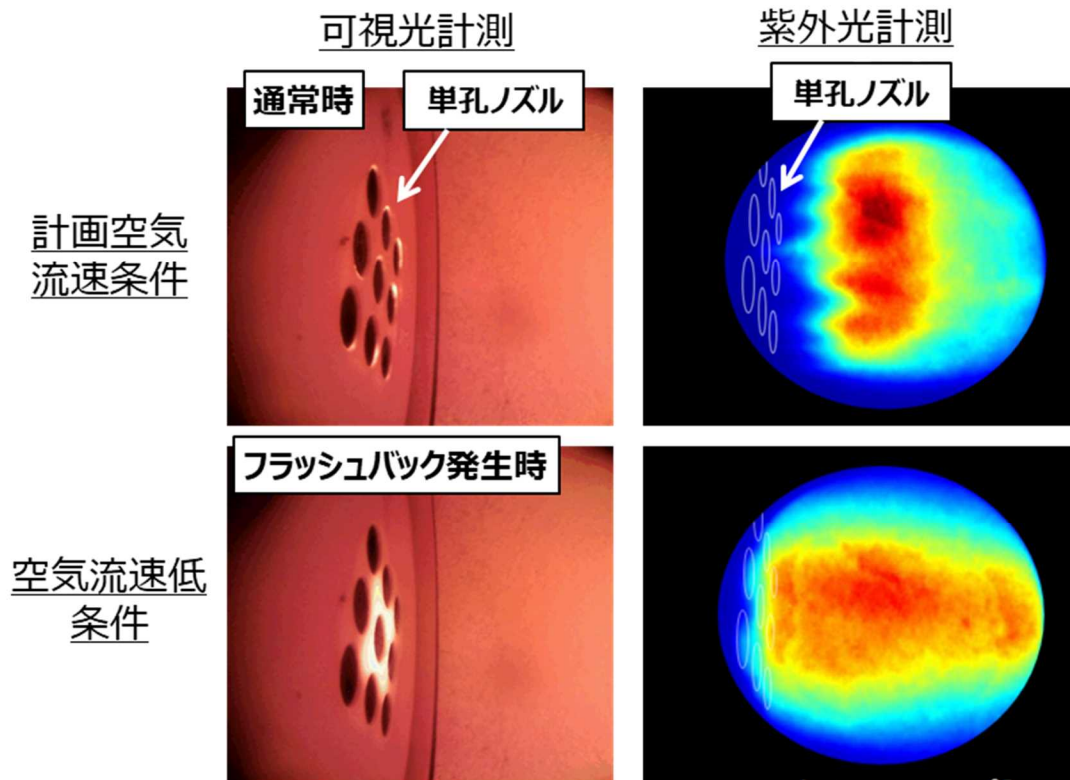 可視光計測
紫外光計測
通常時
単孔ノズル
単孔ノズル
計画空気
流速条件
フラッシュバック発生時
空気流速低
条件